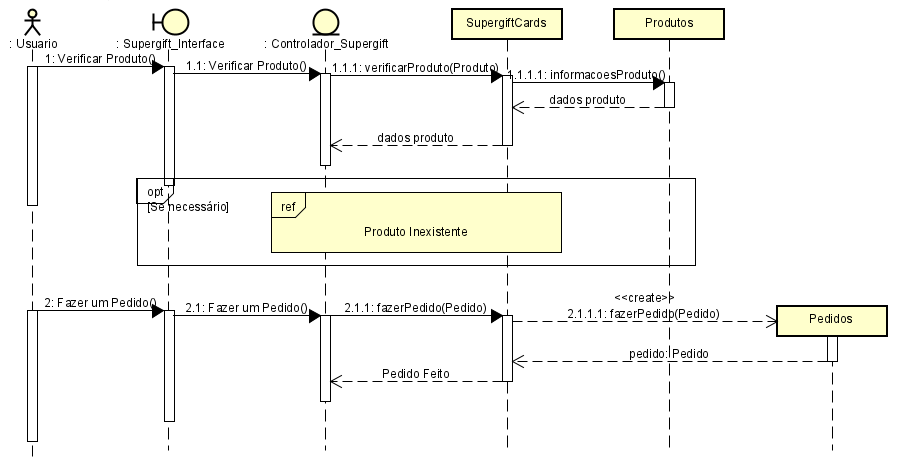 SupergiftCards
Produtos
: Usuario
: Supergift_Interface
: Controlador_Supergift
1: Verificar Produto()
1.1: Verificar Produto()
1.1.1: verificarProduto(Produto)
1.1.1.1: informacoesProduto()
dados produto
dados produto
opt
[Se necessário]
ref
Produto Inexistente
2: Fazer um Pedido()
2.1: Fazer um Pedido()
2.1.1: fazerPedido(Pedido)
<<create>>
2.1.1.1: fazerPedido(Pedido)
Pedidos
pedido: Pedido
Pedido Feito